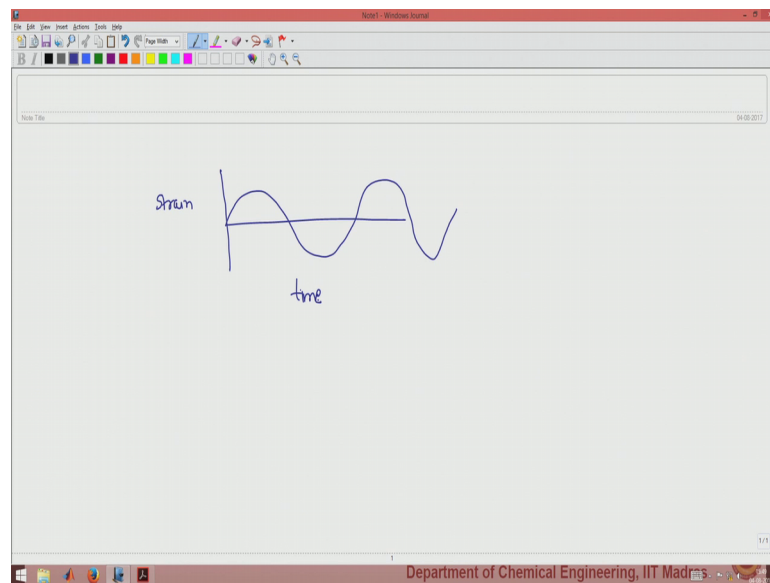 Note1 - Windows Journal
File Edit View Insert Actions Tools Help
Page Width
B I
Note Title
04-08-2017
strain
time
1/1
1
Department of Chemical Engineering, IIT Madras